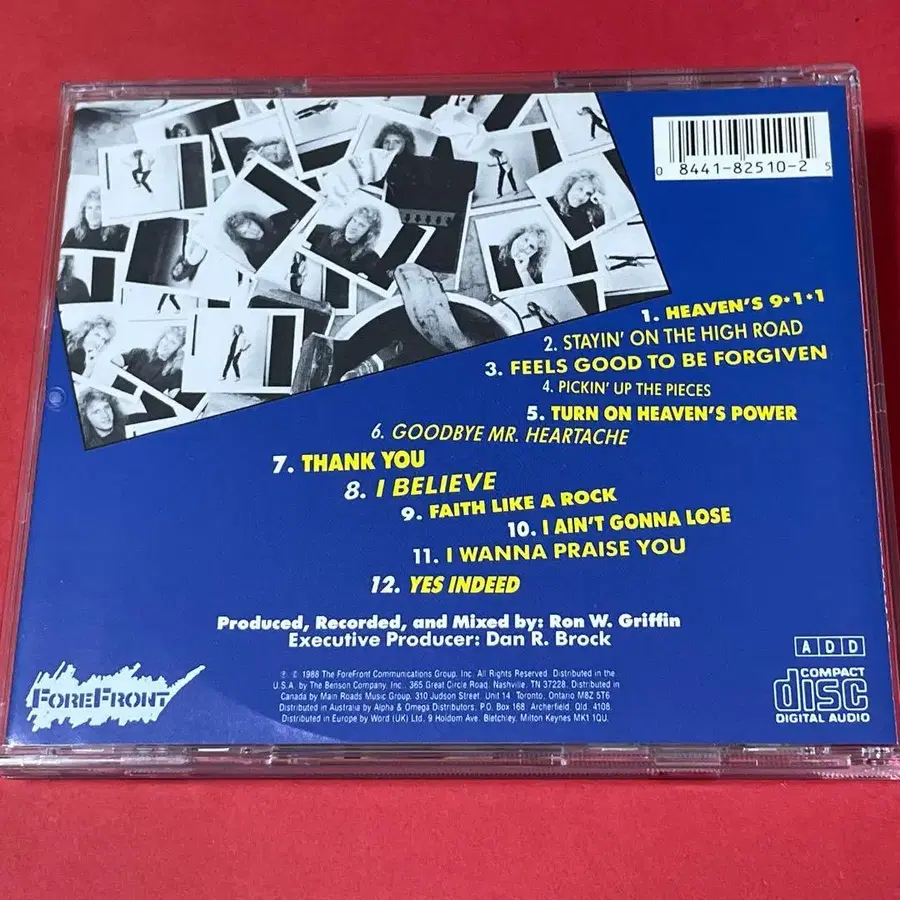 0 8441-82510-2 5
1. HEAVEN'S 9•1•1
2. STAYIN' ON THE HIGH ROAD
3. FEELS GOOD TO BE FORGIVEN
4. PICKIN' UP THE PIECES
5. TURN ON HEAVEN'S POWER
6. GOODBYE MR. HEARTACHE
7. THANK YOU
8. I BELIEVE
9. FAITH LIKE A ROCK
10. I AIN'T GONNA LOSE
11. I WANNA PRAISE YOU
12. YES INDEED
Produced, Recorded, and Mixed by: Ron W. Griffin
Executive Producer: Dan R. Brock
℗ © 1988 The ForeFront Communications Group, Inc. All Rights Reserved. Distributed in the
U.S.A. by The Benson Company, Inc., 365 Great Circle Road, Nashville, TN 37228. Distributed in
Canada by Main Roads Music Group, 310 Judson Street, Unit 14, Toronto, Ontario M8Z 5T6
Distributed in Australia by Alpha & Omega Distributors, P.O. Box 168, Archerfield, Qld. 4108.
Distributed in Europe by Word (UK) Ltd. 9 Holdom Ave. Bletchley, Milton Keynes MK1 1QU.
FOREFRONT
A D D
COMPACT
disc
DIGITAL AUDIO